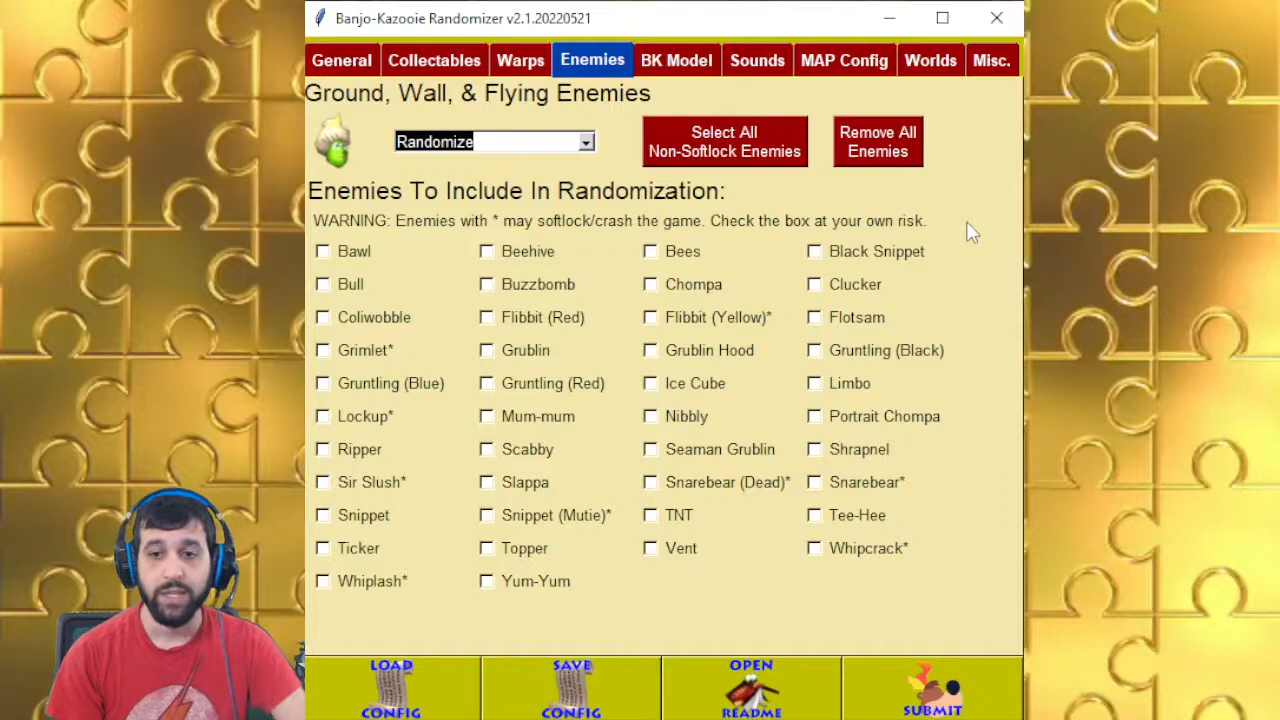 Banjo-Kazooie Randomizer v2.1.20220521
General Collectables Warps Enemies BK Model Sounds MAP Config Worlds Misc.
Ground, Wall, & Flying Enemies
Randomize
Select All
Non-Softlock Enemies
Remove All
Enemies
Enemies To Include In Randomization:
WARNING: Enemies with * may softlock/crash the game. Check the box at your own risk.
Bawl Beehive Bees Black Snippet
Bull Buzzbomb Chompa Clucker
Coliwobble Flibbit (Red) Flibbit (Yellow)* Flotsam
Grimlet* Grublin Grublin Hood Gruntling (Black)
Gruntling (Blue) Gruntling (Red) Ice Cube Limbo
Lockup* Mum-mum Nibbly Portrait Chompa
Ripper Scabby Seaman Grublin Shrapnel
Sir Slush* Slappa Snarebear (Dead)* Snarebear*
Snippet Snippet (Mutie)* TNT Tee-Hee
Ticker Topper Vent Whipcrack*
Whiplash* Yum-Yum
LOAD
CONFIG
SAVE
CONFIG
OPEN
README
SUBMIT